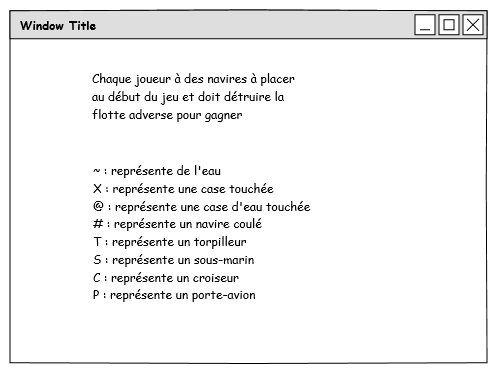 Window Title
Chaque joueur à des navires à placer
au début du jeu et doit détruire la
flotte adverse pour gagner
~ : représente de l'eau
X : représente une case touchée
@ : représente une case d'eau touchée
# : représente un navire coulé
T : représente un torpilleur
S : représente un sous-marin
C : représente un croiseur
P : représente un porte-avion